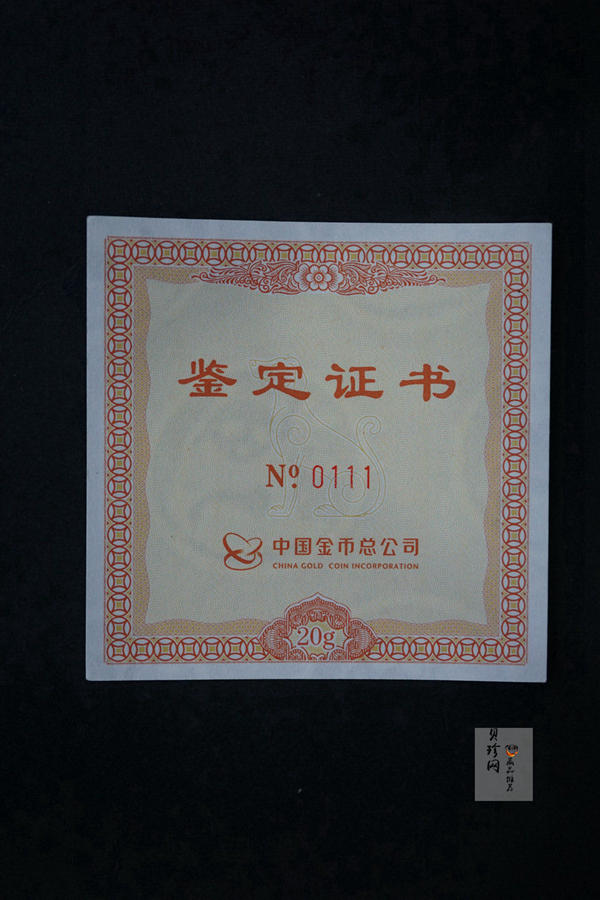 鉴定证书
Nº 0111
中国金币总公司
CHINA GOLD COIN INCORPORATION
20g
贝珍网